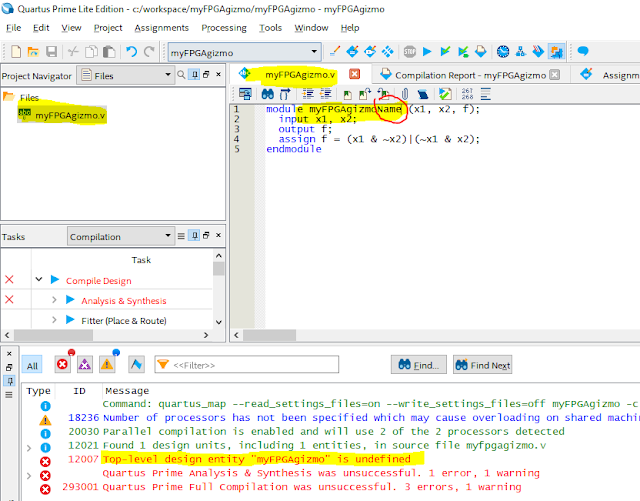 Quartus Prime Lite Edition - c:/workspace/myFPGAgizmo/myFPGAgizmo - myFPGAgizmo
File Edit View Project Assignments Processing Tools Window Help
myFPGAgizmo
Project Navigator Files
Files
abc myFPGAgizmo.v
Tasks Compilation
Task
Compile Design
Analysis & Synthesis
Fitter (Place & Route)
abc myFPGAgizmo.v Compilation Report - myFPGAgizmo Assignm
267
268
1 module myFPGAgizmoName (x1, x2, f);
2 input x1, x2;
3 output f;
4 assign f = (x1 & ~x2)|(~x1 & x2);
5 endmodule
All <<Filter>> Find... Find Next
Type ID Message
Command: quartus_map --read_settings_files=on --write_settings_files=off myFPGAgizmo -c
18236 Number of processors has not been specified which may cause overloading on shared machin
20030 Parallel compilation is enabled and will use 2 of the 2 processors detected
12021 Found 1 design units, including 1 entities, in source file myfpgagizmo.v
12007 Top-level design entity "myFPGAgizmo" is undefined
Quartus Prime Analysis & Synthesis was unsuccessful. 1 error, 1 warning
293001 Quartus Prime Full Compilation was unsuccessful. 3 errors, 1 warning